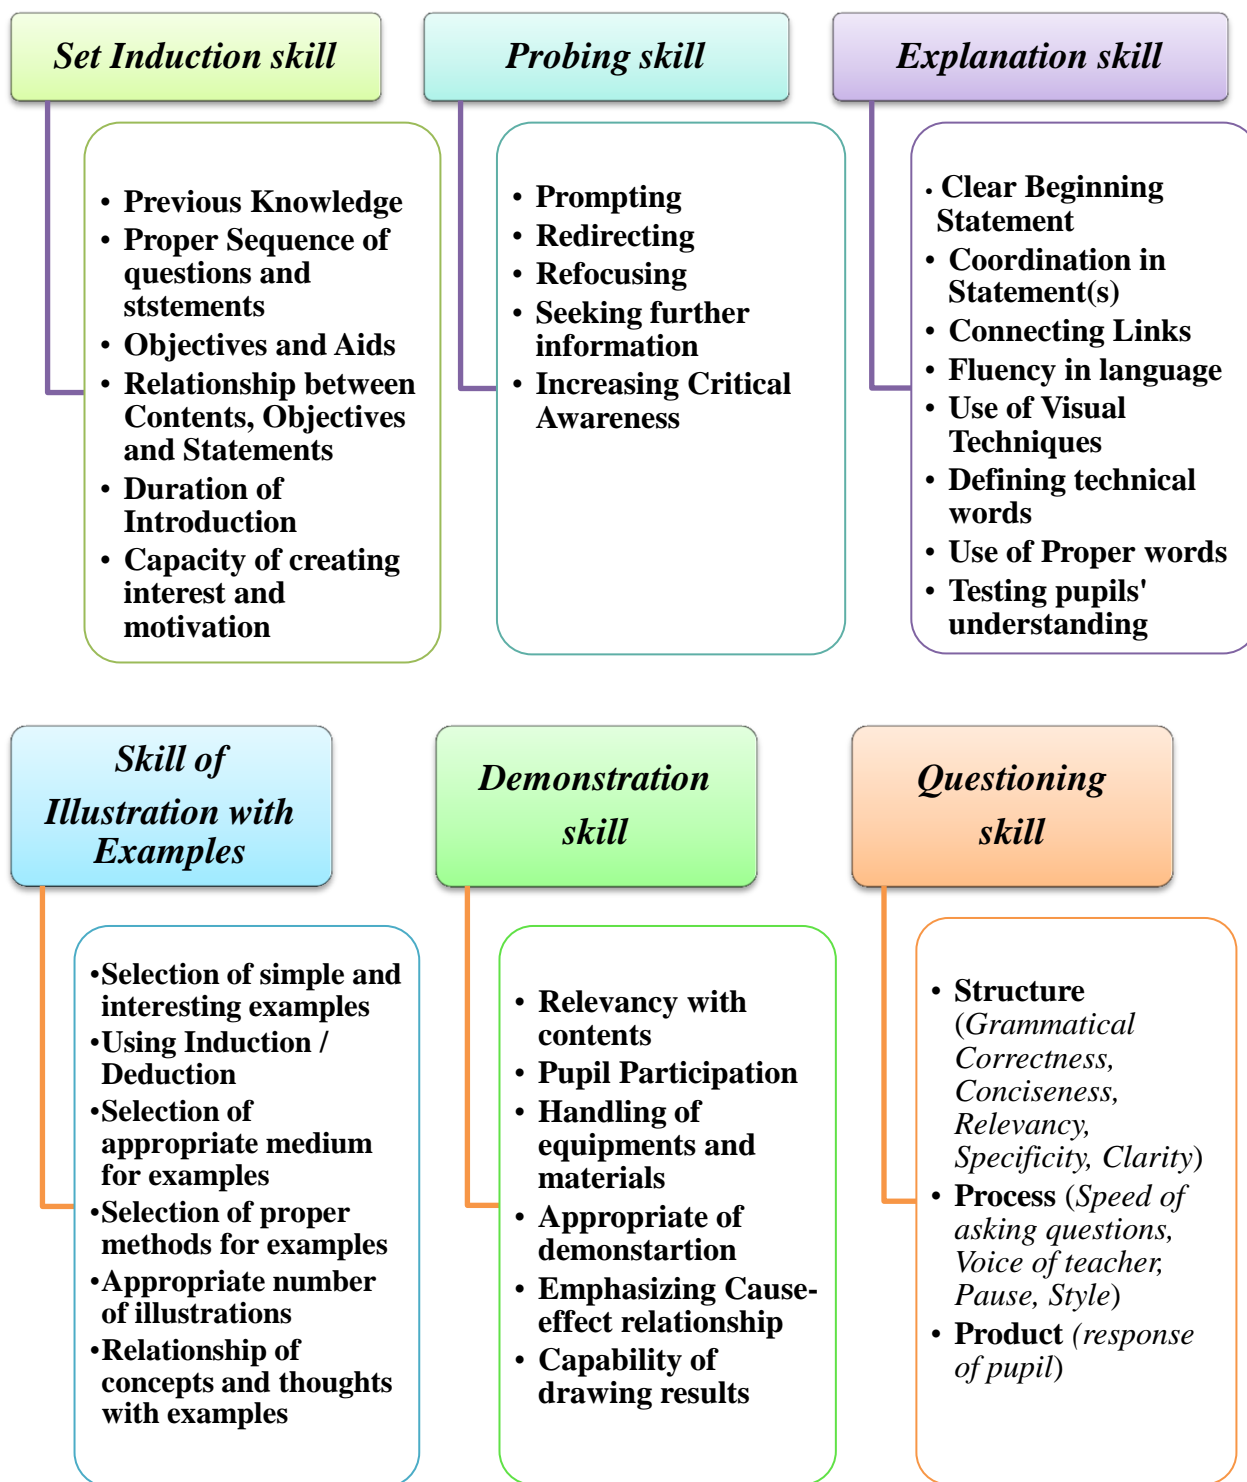 Set Induction skill
• Previous Knowledge
• Proper Sequence of
questions and
ststements
• Objectives and Aids
• Relationship between
Contents, Objectives
and Statements
• Duration of
Introduction
• Capacity of creating
interest and
motivation
Probing skill
• Prompting
• Redirecting
• Refocusing
• Seeking further
information
• Increasing Critical
Awareness
Explanation skill
• Clear Beginning
Statement
• Coordination in
Statement(s)
• Connecting Links
• Fluency in language
• Use of Visual
Techniques
• Defining technical
words
• Use of Proper words
• Testing pupils'
understanding
Skill of
Illustration with
Examples
•Selection of simple and
interesting examples
•Using Induction /
Deduction
•Selection of
appropriate medium
for examples
•Selection of proper
methods for examples
•Appropriate number
of illustrations
•Relationship of
concepts and thoughts
with examples
Demonstration
skill
• Relevancy with
contents
• Pupil Participation
• Handling of
equipments and
materials
• Appropriate of
demonstartion
• Emphasizing Cause-
effect relationship
• Capability of
drawing results
Questioning
skill
• Structure
(Grammatical
Correctness,
Conciseness,
Relevancy,
Specificity, Clarity)
• Process (Speed of
asking questions,
Voice of teacher,
Pause, Style)
• Product (response
of pupil)